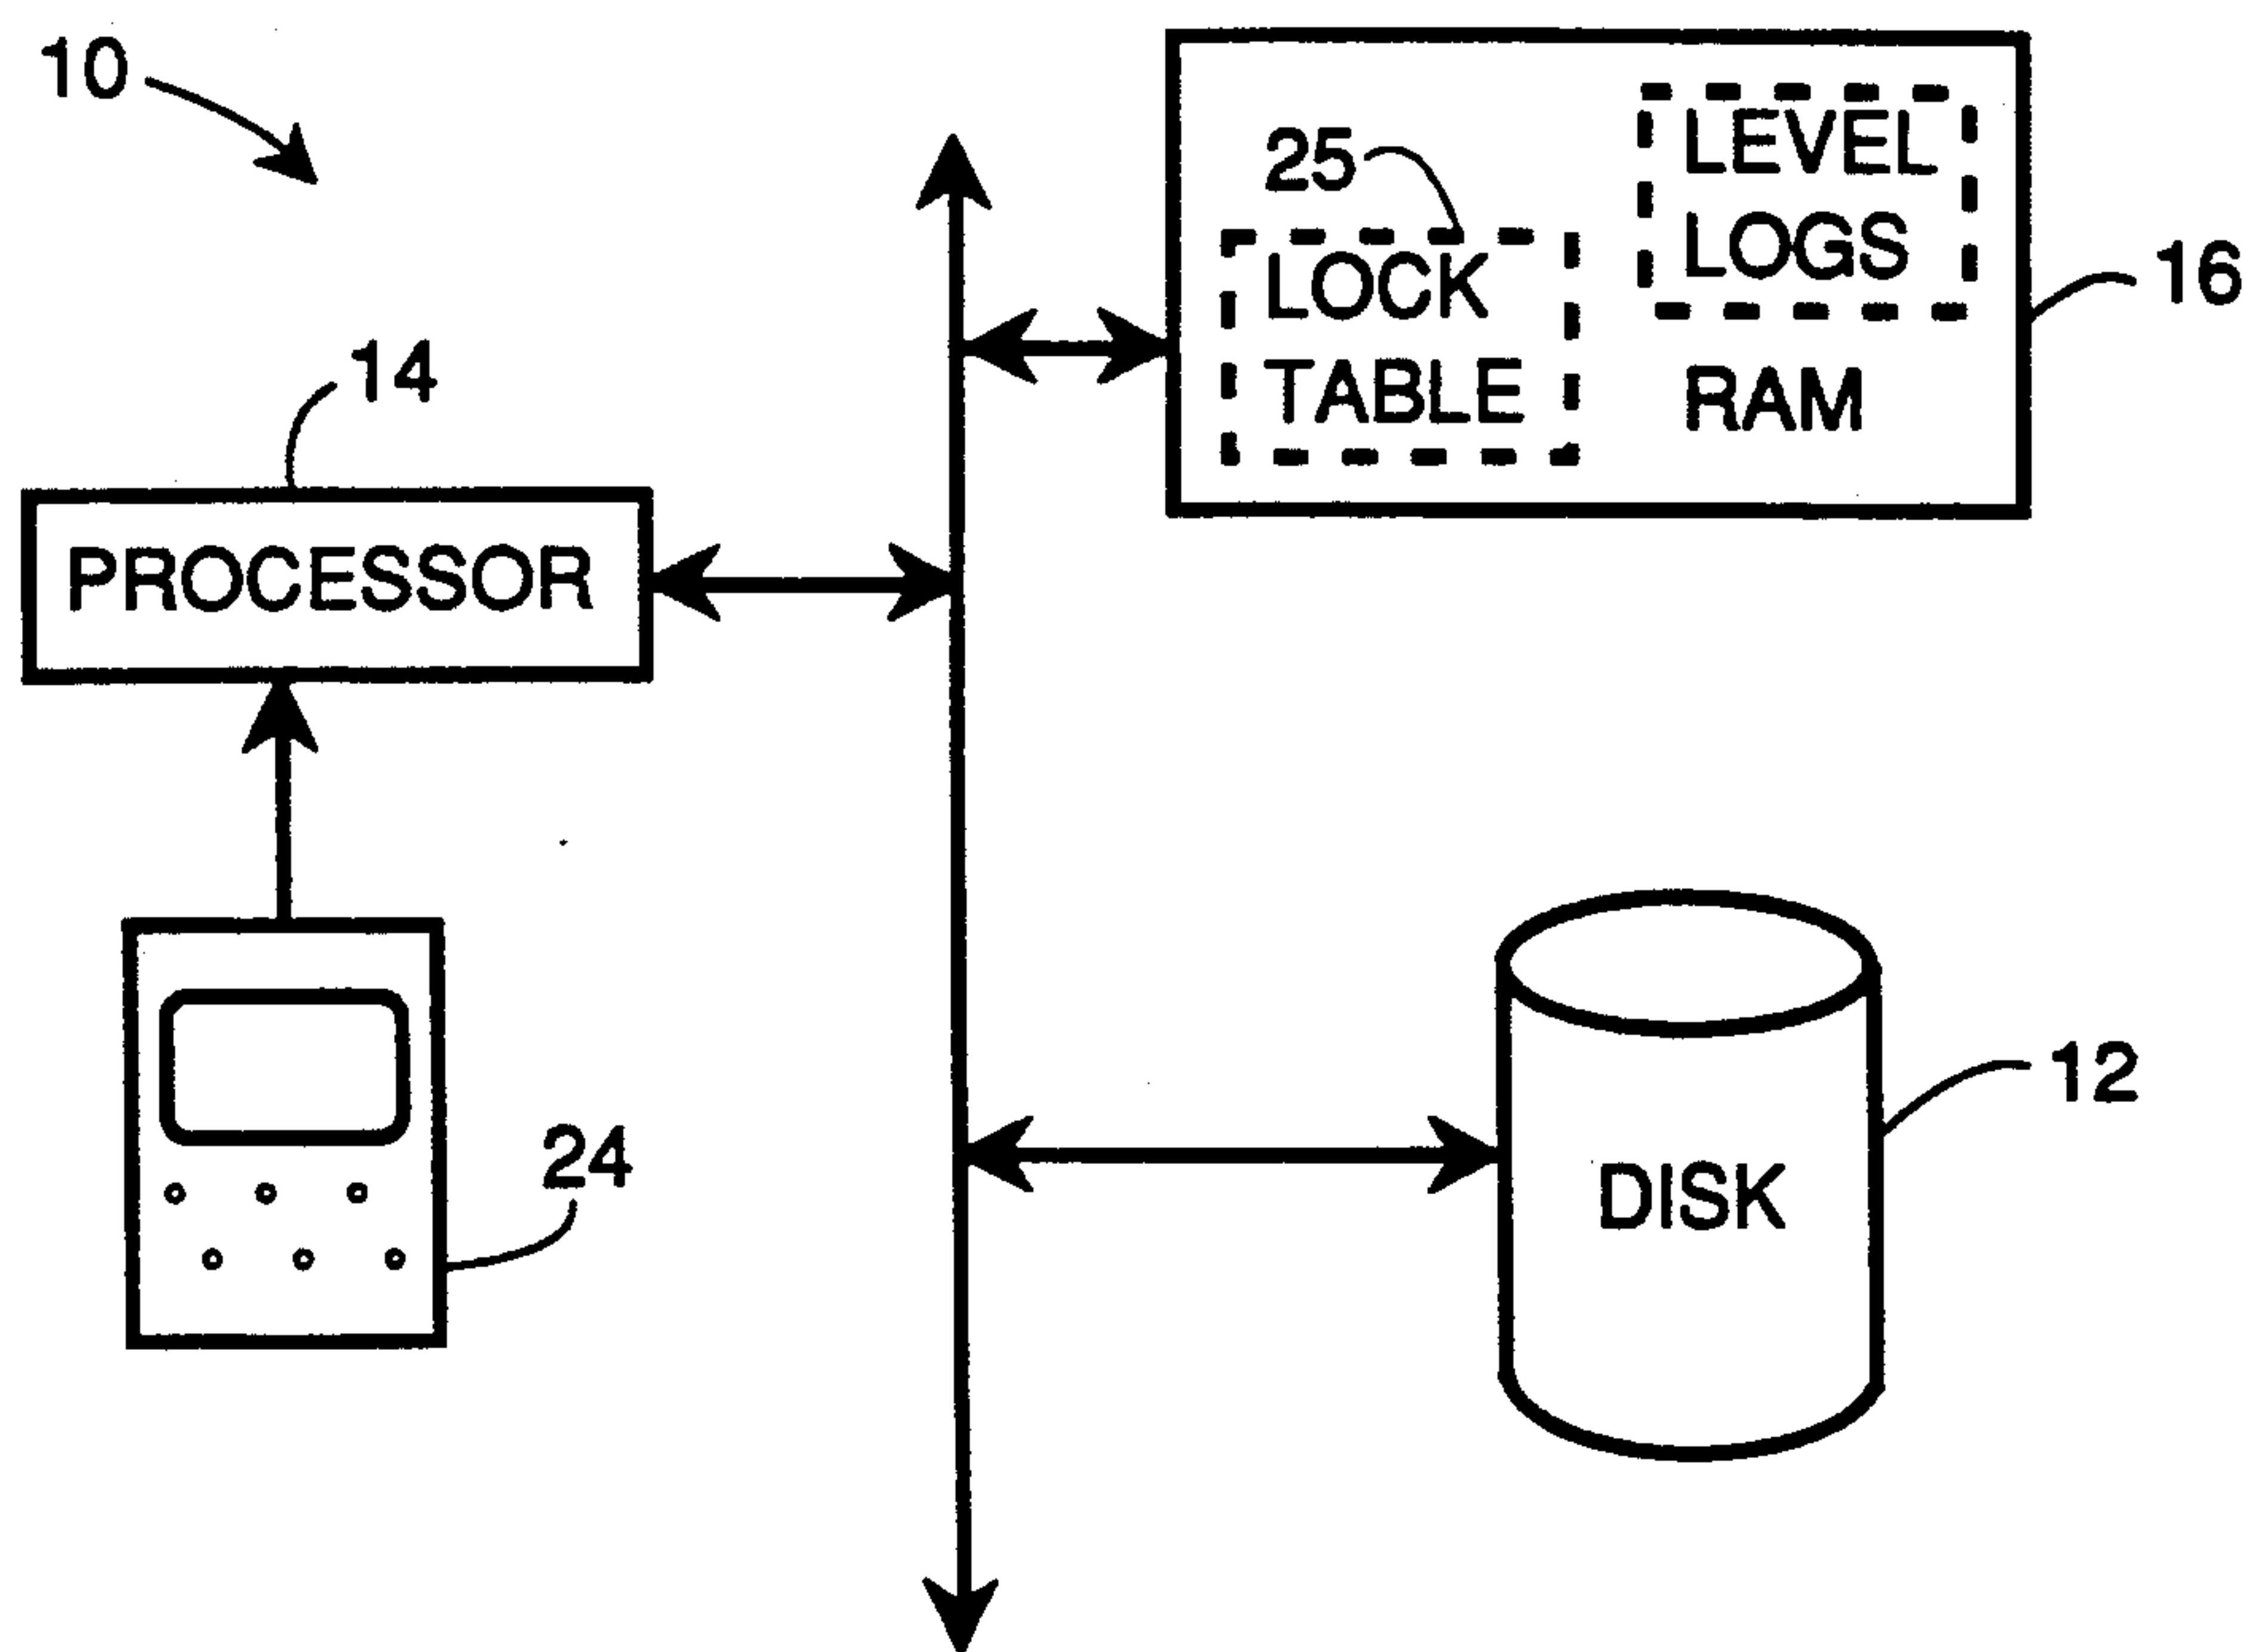 10
25
LEVEL
LOGS
LOCK
TABLE
RAM
16
14
PROCESSOR
24
12
DISK